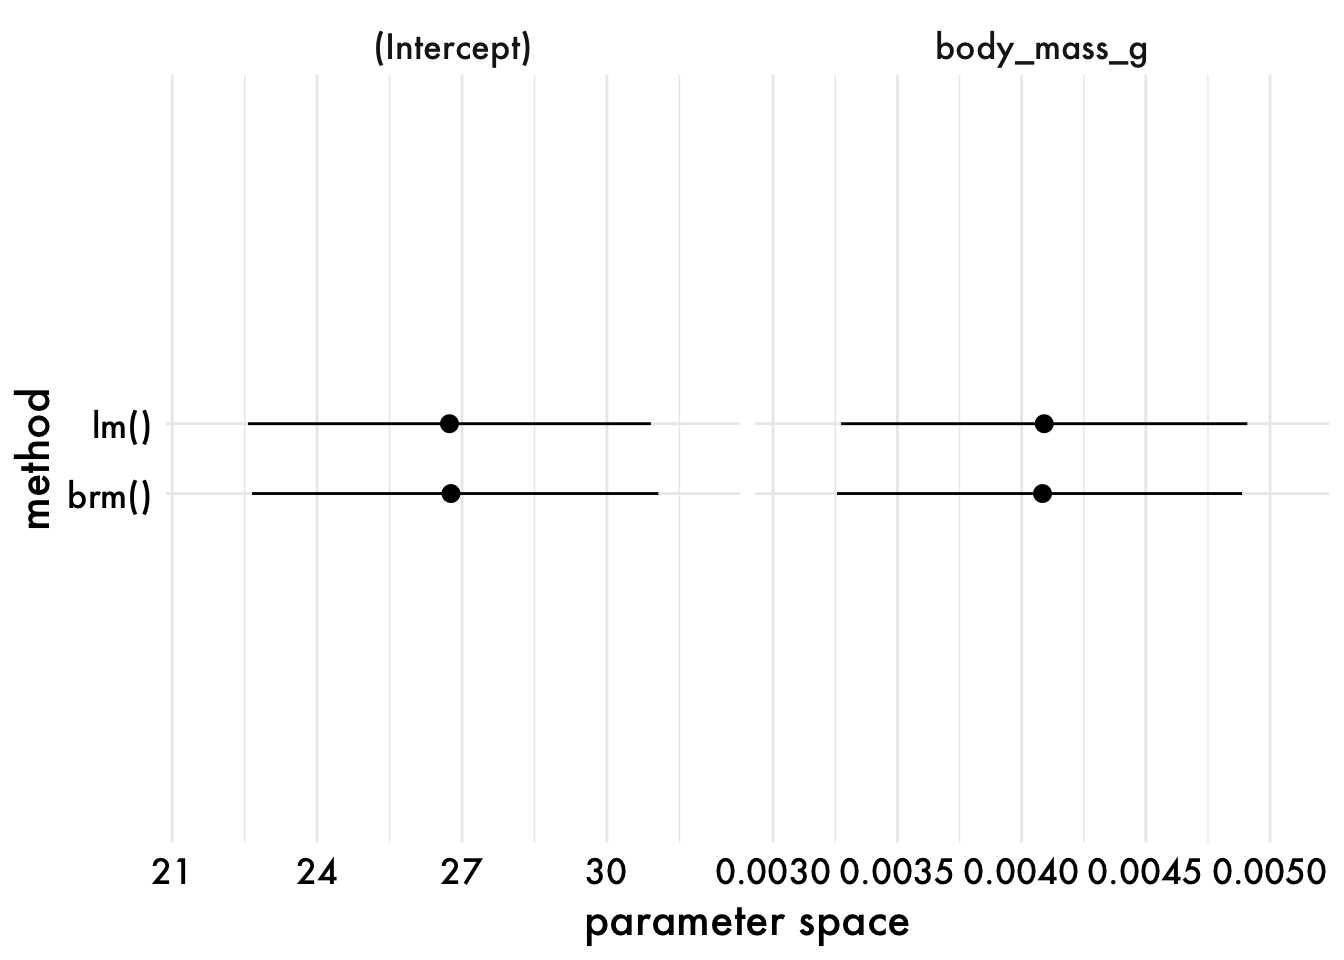 (Intercept) body_mass_g
method
lm()
brm()
21 24 27 30 0.0030 0.0035 0.0040 0.0045 0.0050
parameter space